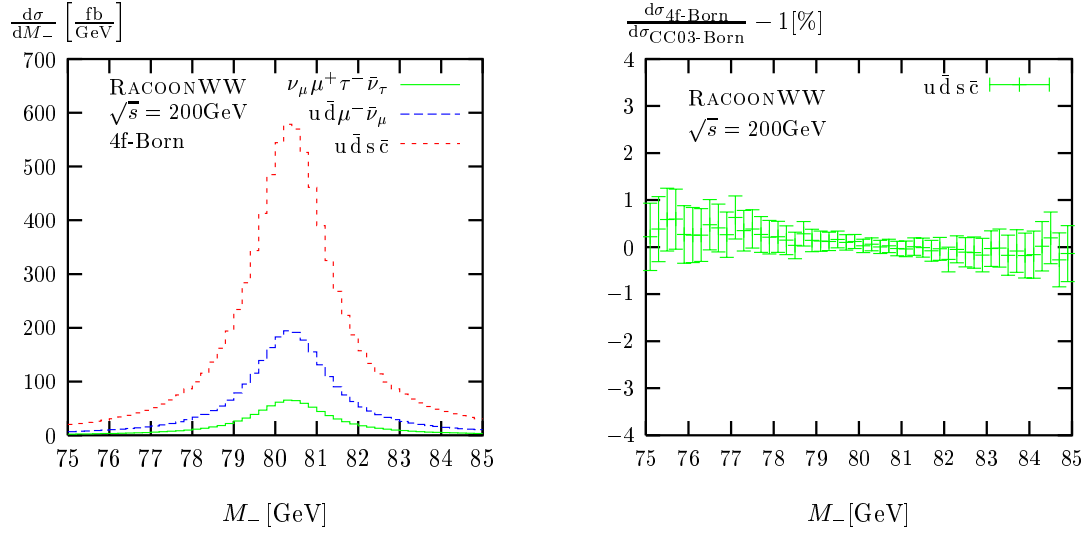 dσ/dM₋ [fb/GeV]
700
600
500
400
300
200
100
0
RACOONWW
√s = 200GeV
4f-Born
ν_μ μ⁺ τ⁻ ν̄_τ
u d̄ μ⁻ ν̄_μ
u d̄ s c̄
75 76 77 78 79 80 81 82 83 84 85
M₋ [GeV]
dσ4f-Born/dσCC03-Born − 1[%]
4
3
2
1
0
−1
−2
−3
−4
RACOONWW
√s = 200GeV
u d̄ s c̄
75 76 77 78 79 80 81 82 83 84 85
M₋ [GeV]